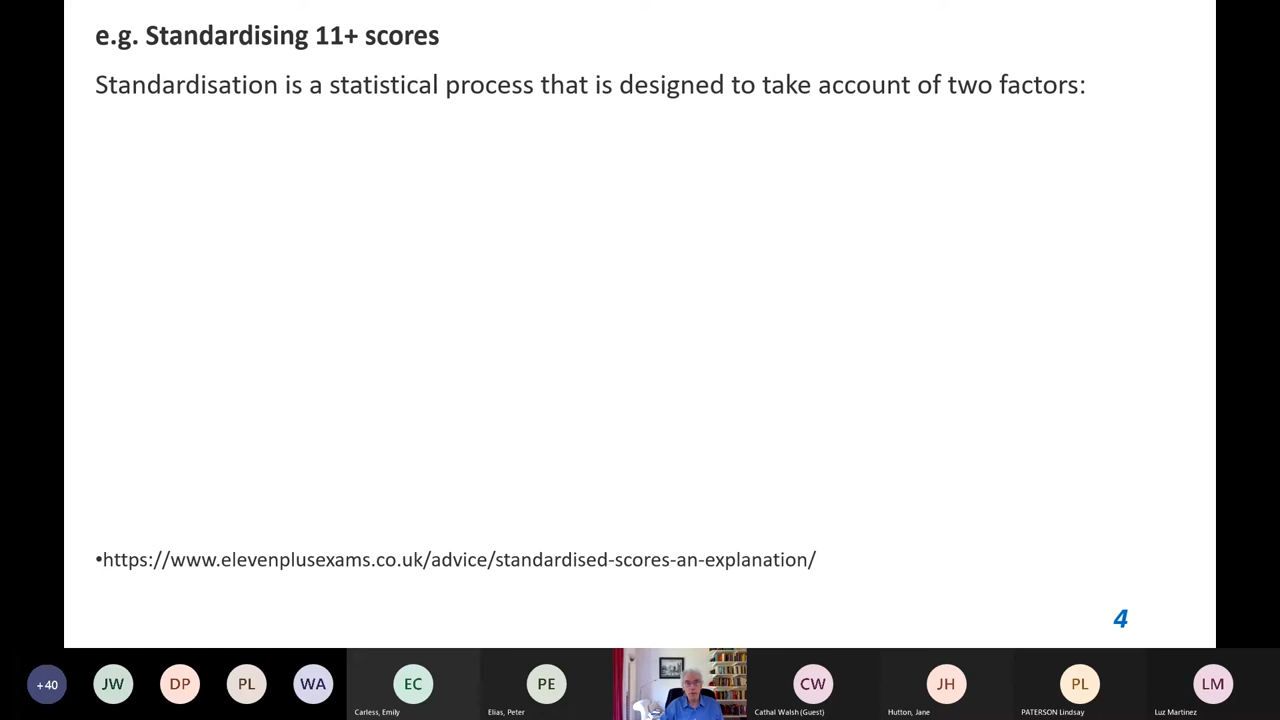 e.g. Standardising 11+ scores
Standardisation is a statistical process that is designed to take account of two factors:
•https://www.elevenplusexams.co.uk/advice/standardised-scores-an-explanation/
4
+40
JW
DP
PL
WA
EC
Carless, Emily
PE
Elias, Peter
CW
Cathal Walsh (Guest)
JH
Hutton, Jane
PL
PATERSON Lindsay
LM
Luz Martinez